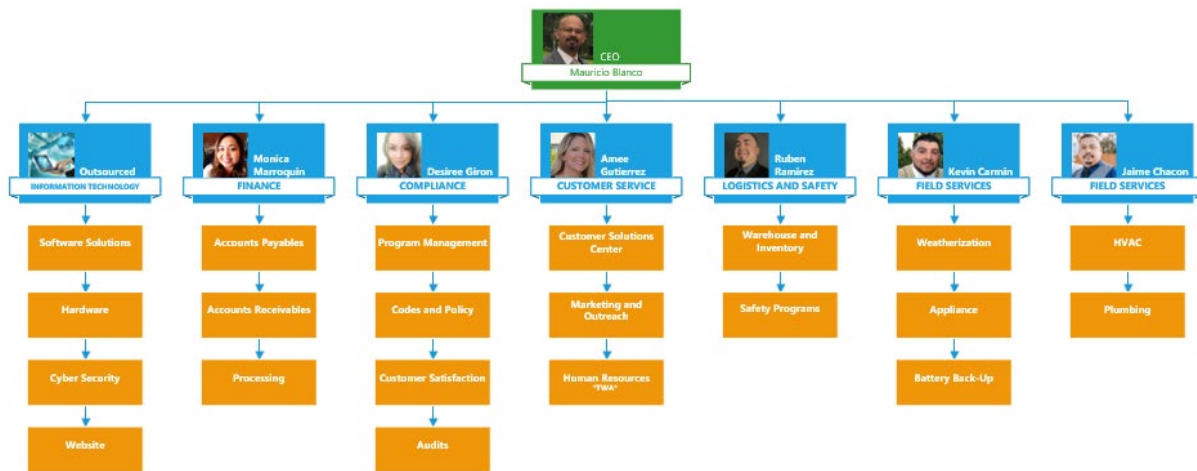 CEO
Mauricio Blanco
Outsourced
INFORMATION TECHNOLOGY
Monica
Marroquin
FINANCE
Desiree Giron
COMPLIANCE
Amee
Gutierrez
CUSTOMER SERVICE
Ruben
Ramirez
LOGISTICS AND SAFETY
Kevin Carmin
FIELD SERVICES
Jaime Chacon
FIELD SERVICES
Software Solutions
Hardware
Cyber Security
Website
Accounts Payables
Accounts Receivables
Processing
Program Management
Codes and Policy
Customer Satisfaction
Audits
Customer Solutions
Center
Marketing and
Outreach
Human Resources
"TWA"
Warehouse and
Inventory
Safety Programs
Weatherization
Appliance
Battery Back-Up
HVAC
Plumbing